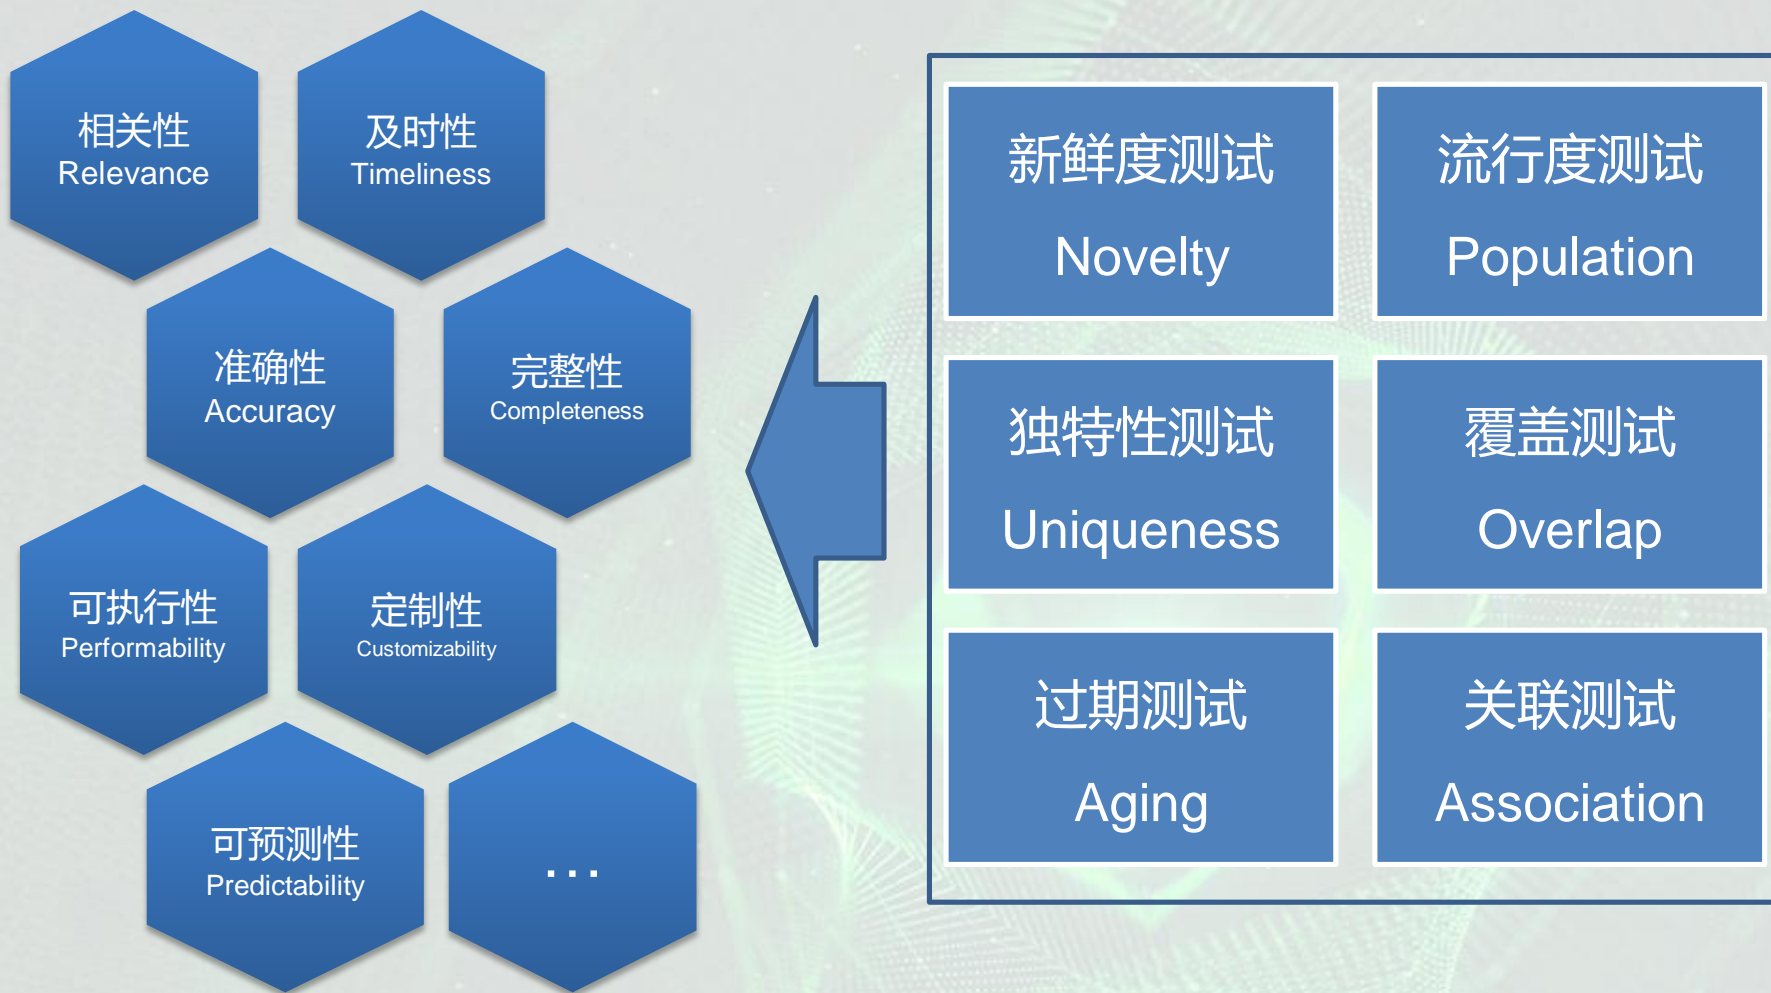 相关性
Relevance
及时性
Timeliness
准确性
Accuracy
完整性
Completeness
可执行性
Performability
定制性
Customizability
可预测性
Predictability
...
新鲜度测试
Novelty
流行度测试
Population
独特性测试
Uniqueness
覆盖测试
Overlap
过期测试
Aging
关联测试
Association